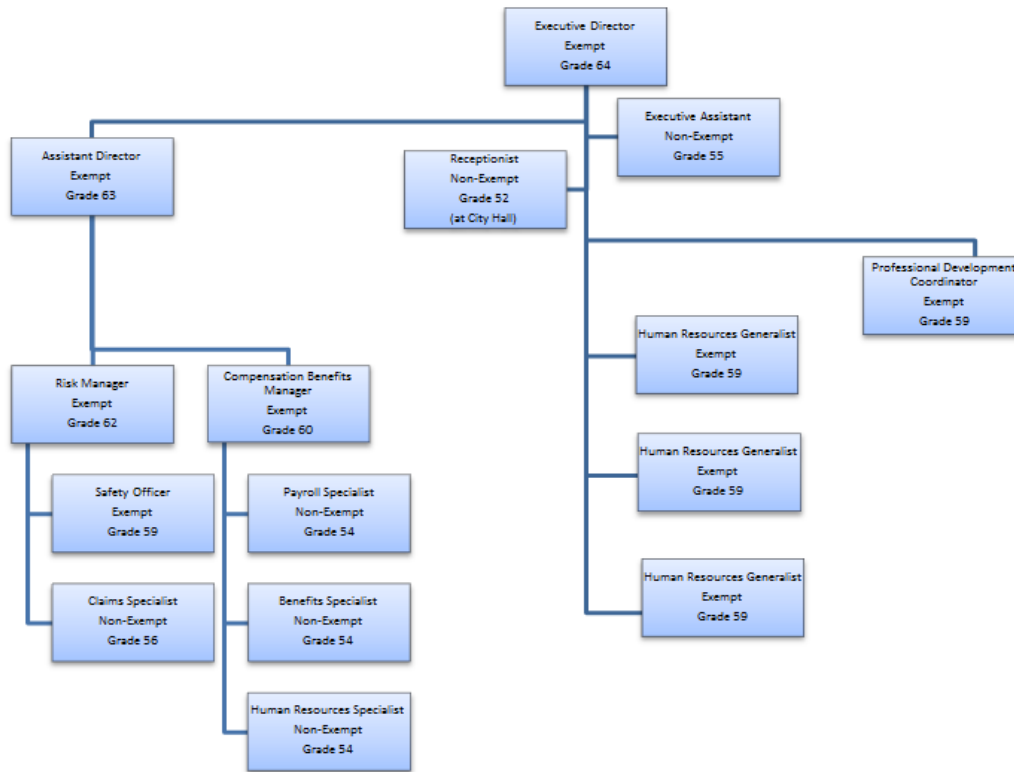 Executive Director
Exempt
Grade 64
Executive Assistant
Non-Exempt
Grade 55
Assistant Director
Exempt
Grade 63
Receptionist
Non-Exempt
Grade 52
(at City Hall)
Professional Development
Coordinator
Exempt
Grade 59
Human Resources Generalist
Exempt
Grade 59
Risk Manager
Exempt
Grade 62
Compensation Benefits
Manager
Exempt
Grade 60
Human Resources Generalist
Exempt
Grade 59
Safety Officer
Exempt
Grade 59
Payroll Specialist
Non-Exempt
Grade 54
Human Resources Generalist
Exempt
Grade 59
Claims Specialist
Non-Exempt
Grade 56
Benefits Specialist
Non-Exempt
Grade 54
Human Resources Specialist
Non-Exempt
Grade 54